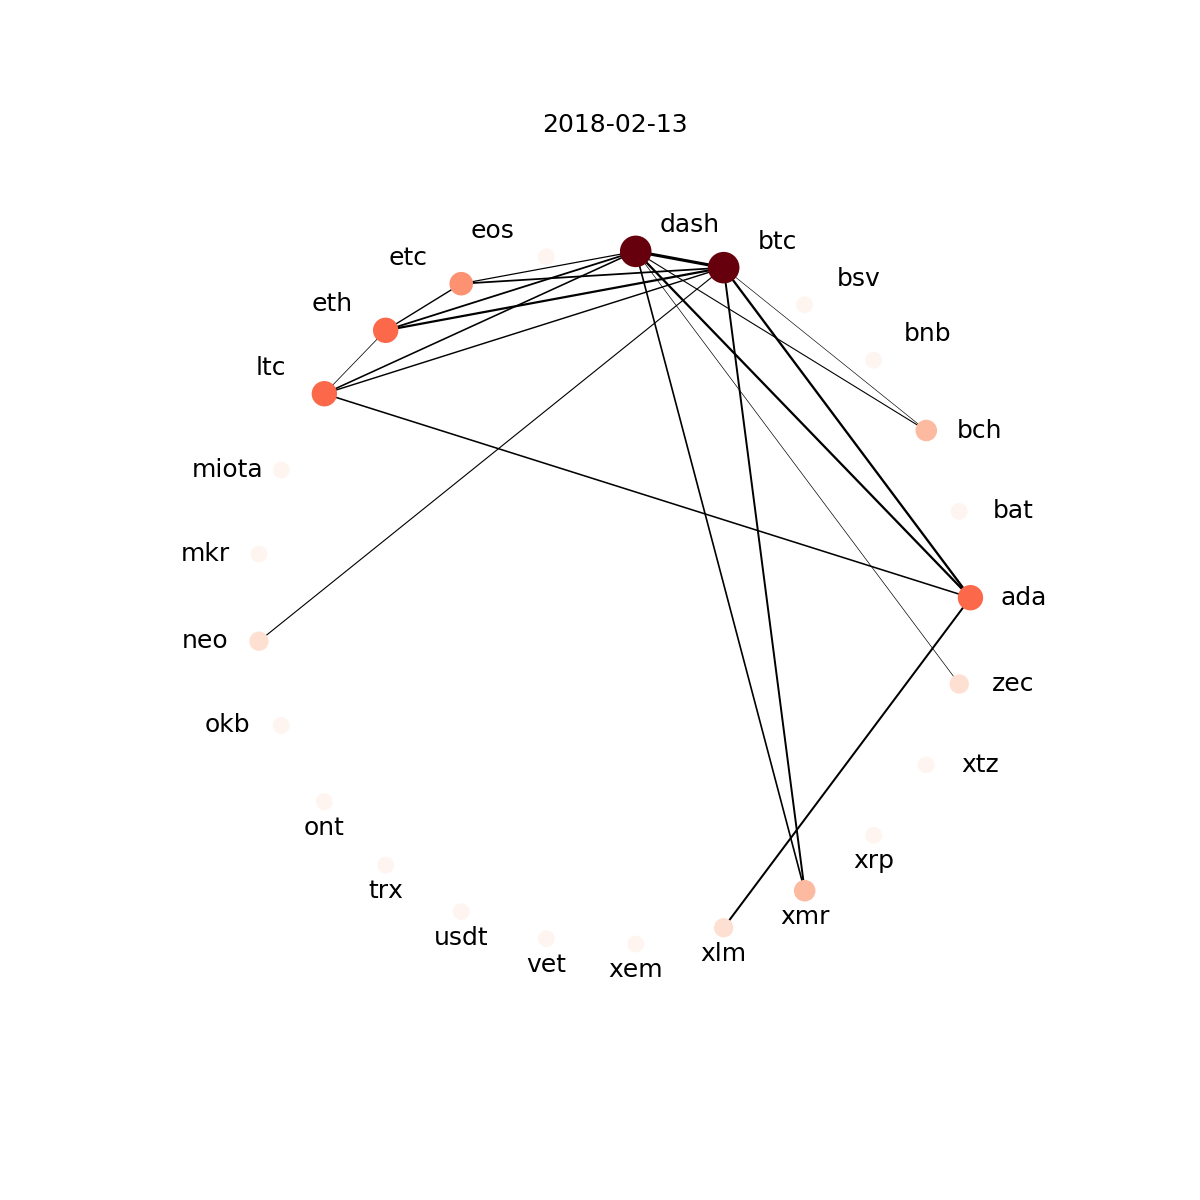 2018-02-13
dash
eos
btc
etc
bsv
eth
bnb
ltc
bch
miota
bat
mkr
ada
neo
zec
okb
xtz
ont
xrp
trx
xmr
usdt
xlm
vet
xem